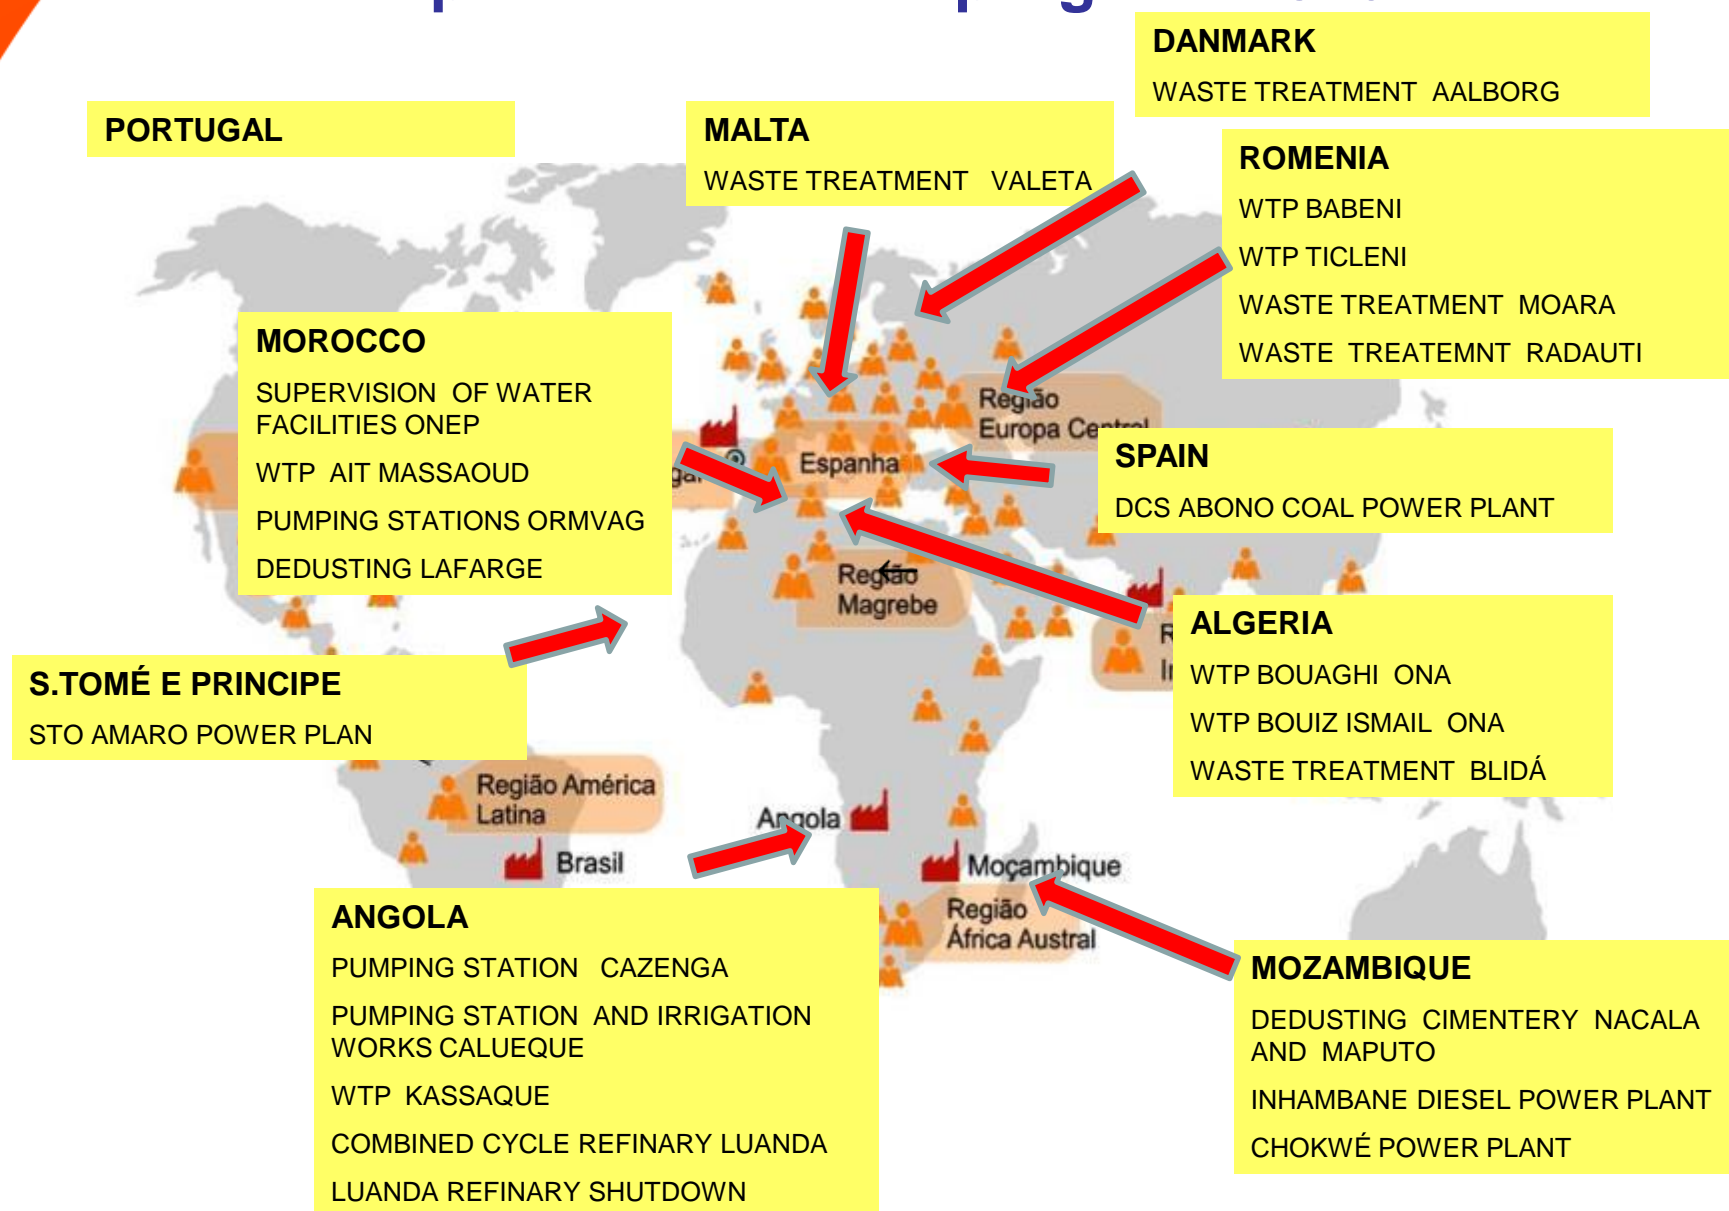 DANMARK
WASTE TREATMENT AALBORG
PORTUGAL
MALTA
WASTE TREATMENT VALETA
ROMENIA
WTP BABENI
WTP TICLENI
WASTE TREATMENT MOARA
WASTE TREATEMNT RADAUTI
MOROCCO
SUPERVISION OF WATER
FACILITIES ONEP
WTP AIT MASSAOUD
PUMPING STATIONS ORMVAG
DEDUSTING LAFARGE
Região
Europa Central
Espanha
SPAIN
DCS ABONO COAL POWER PLANT
Região
Magrebe
ALGERIA
WTP BOUAGHI ONA
WTP BOUIZ ISMAIL ONA
WASTE TREATMENT BLIDÁ
S.TOMÉ E PRINCIPE
STO AMARO POWER PLAN
Região América
Latina
Brasil
Angola
Moçambique
Região
África Austral
ANGOLA
PUMPING STATION CAZENGA
PUMPING STATION AND IRRIGATION
WORKS CALUEQUE
WTP KASSAQUE
COMBINED CYCLE REFINARY LUANDA
LUANDA REFINARY SHUTDOWN
MOZAMBIQUE
DEDUSTING CIMENTERY NACALA
AND MAPUTO
INHAMBANE DIESEL POWER PLANT
CHOKWÉ POWER PLANT